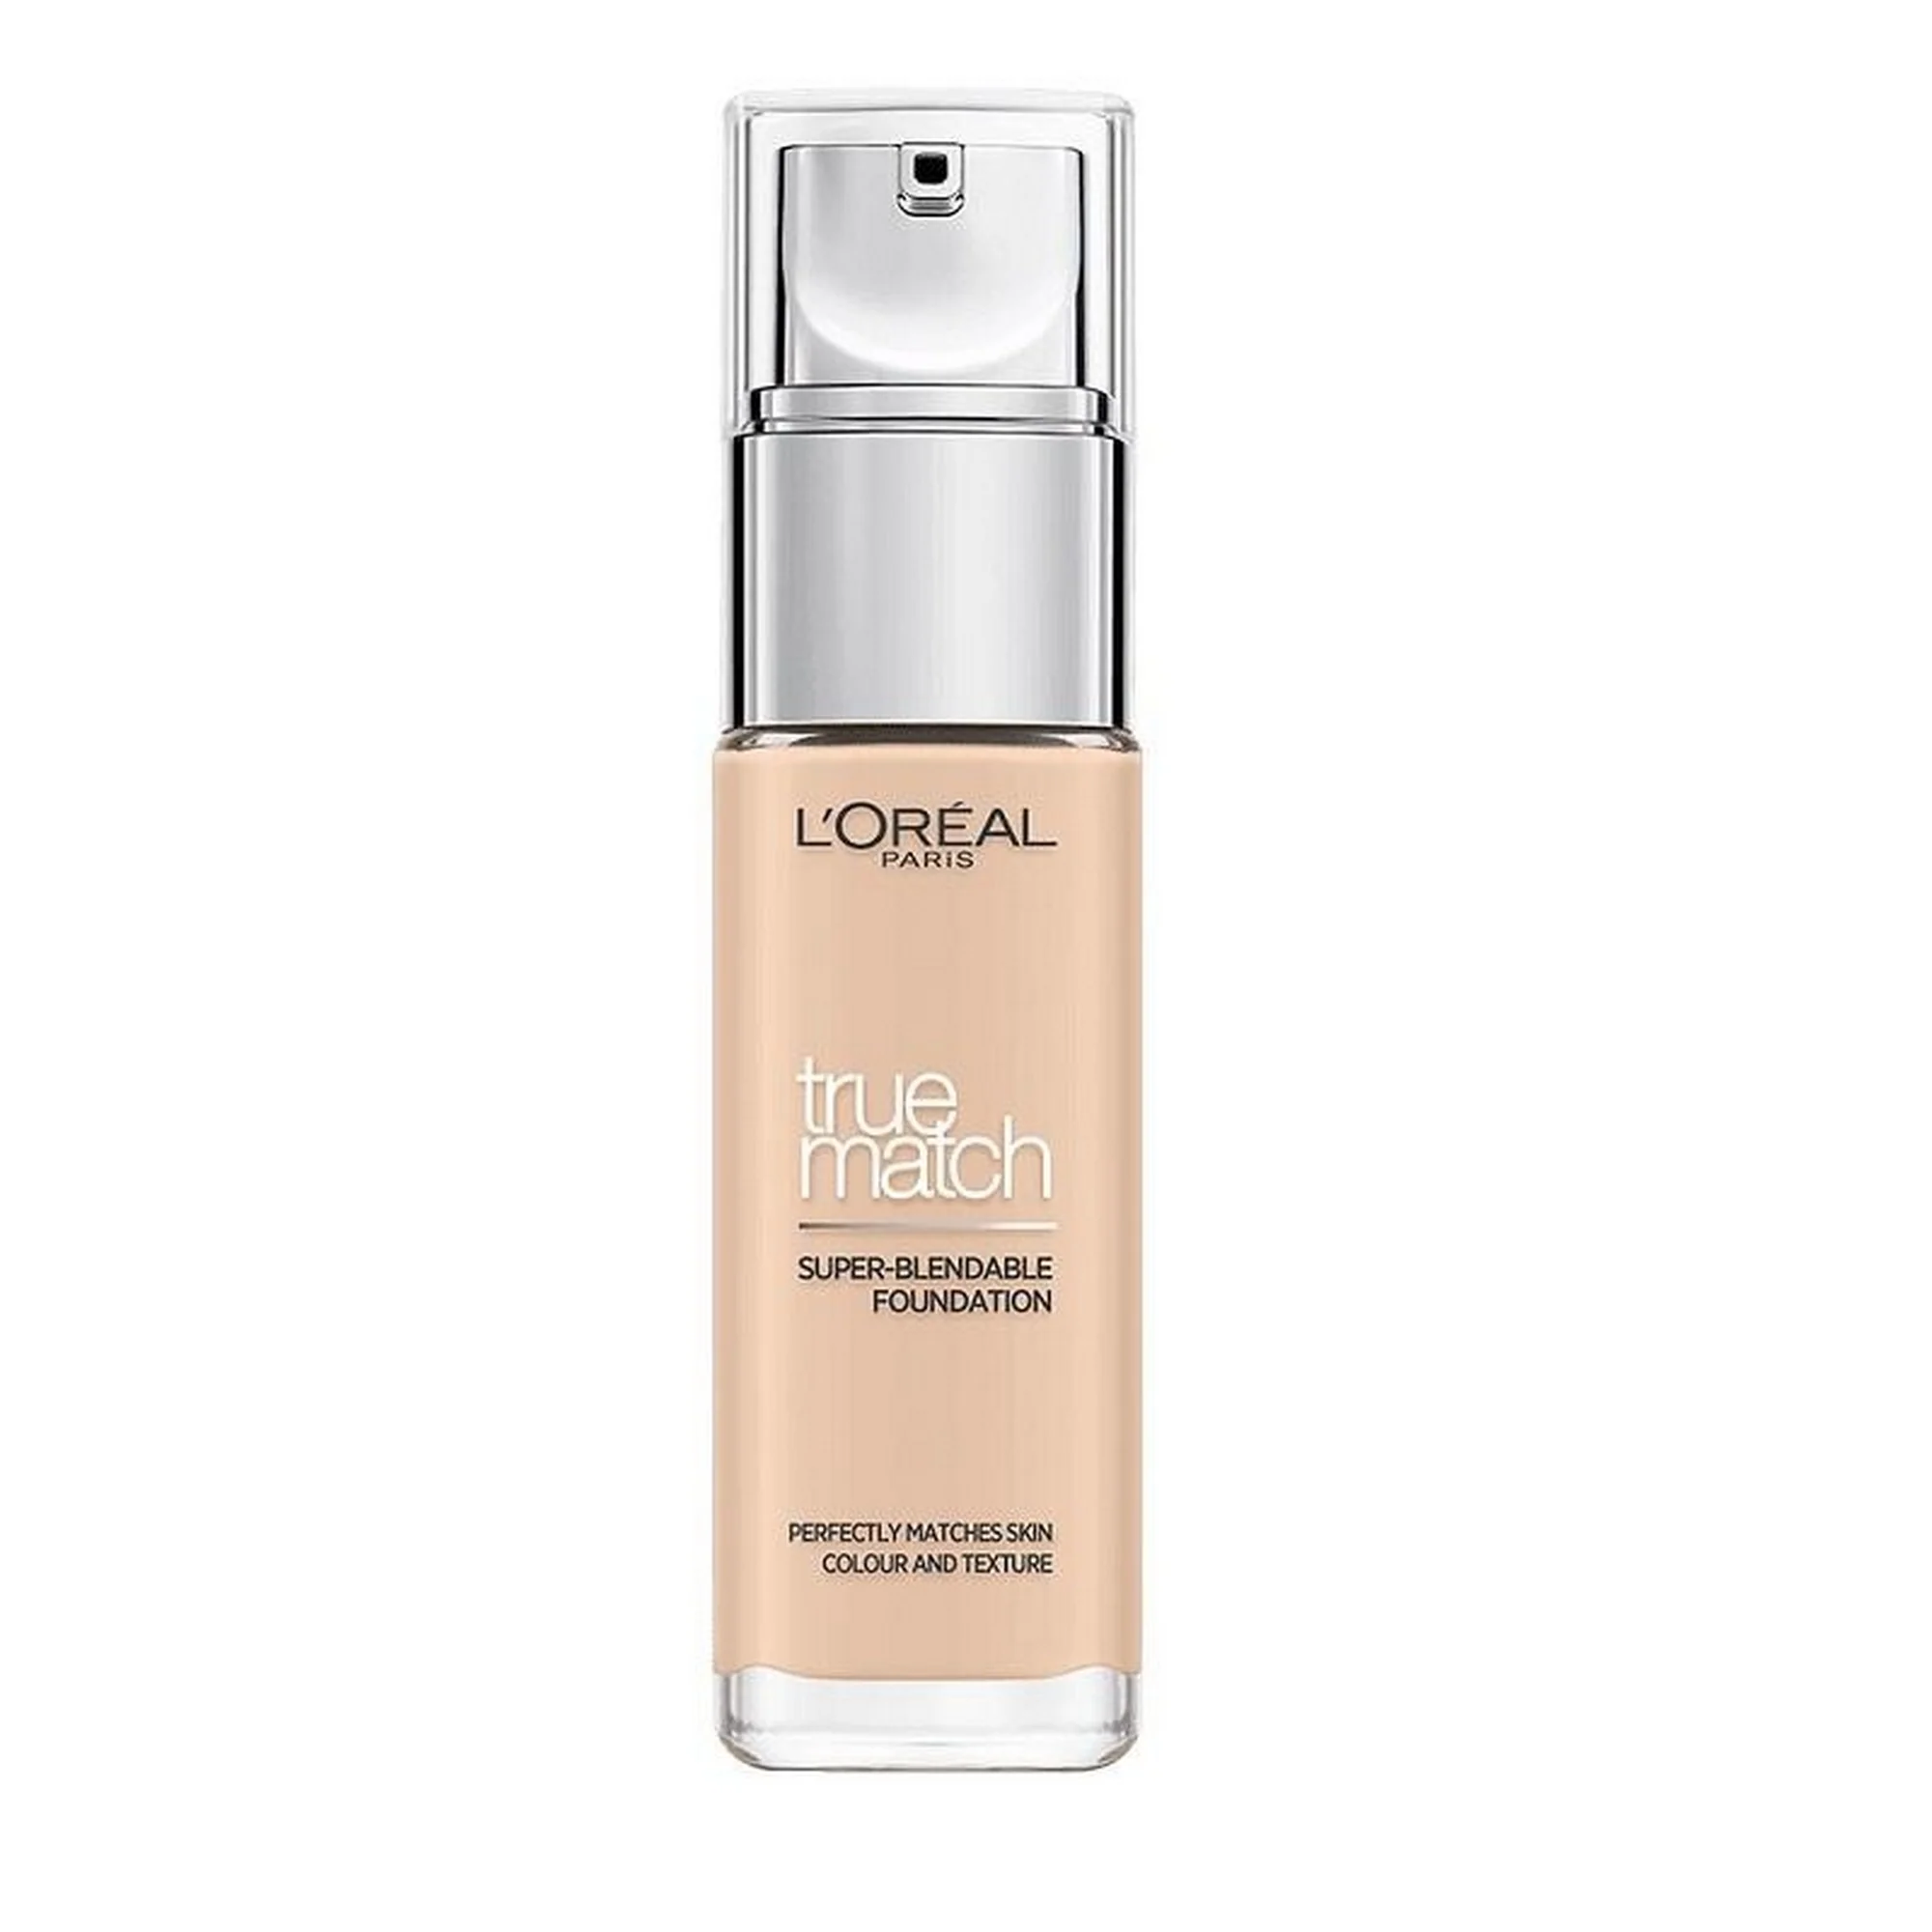 L'ORÉAL
PARiS
true
match
SUPER-BLENDABLE
FOUNDATION
PERFECTLY MATCHES SKIN
COLOUR AND TEXTURE